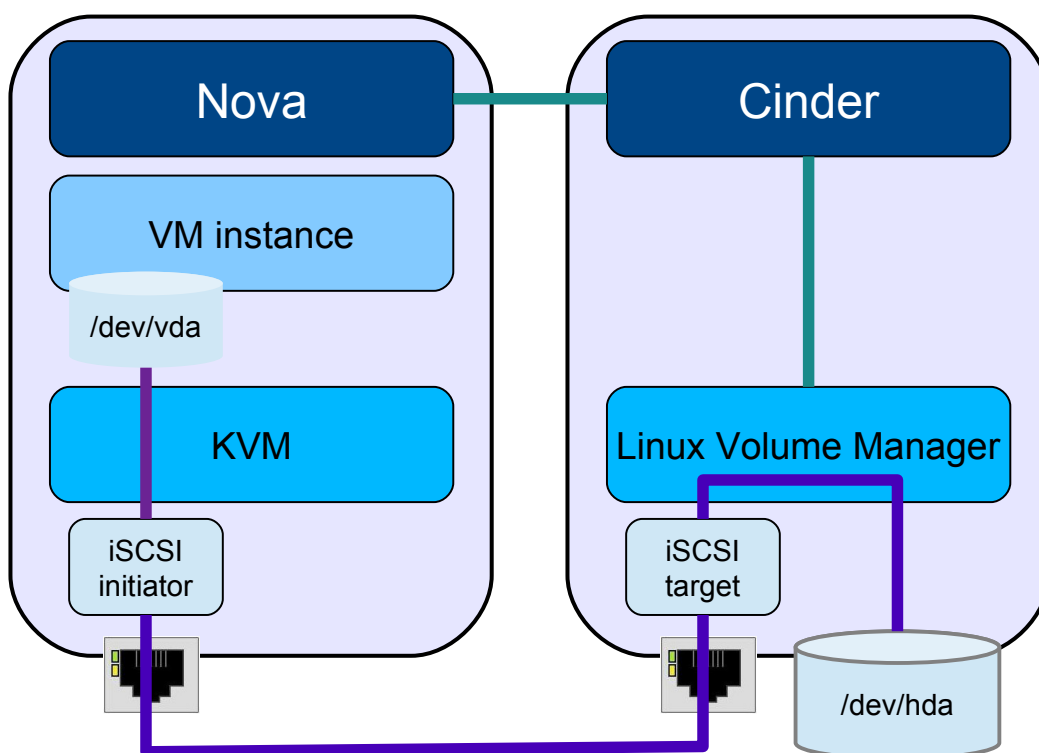 Nova
VM instance
/dev/vda
KVM
iSCSI
initiator
Cinder
Linux Volume Manager
iSCSI
target
/dev/hda